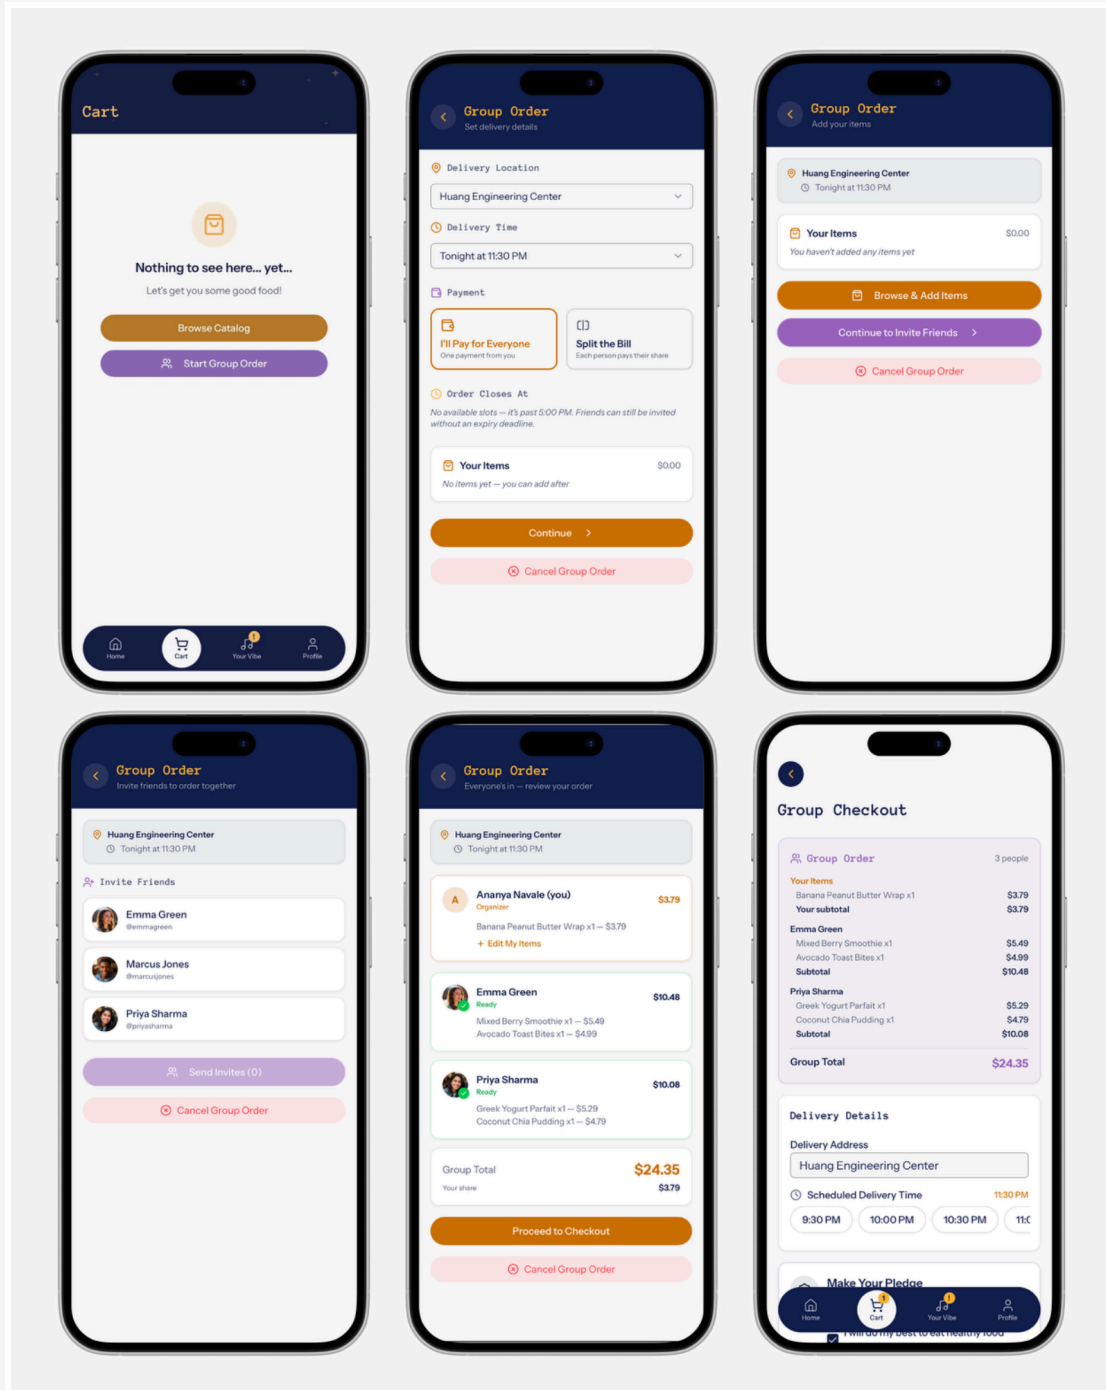 Cart
Nothing to see here... yet...
Let's get you some good food!
Browse Catalog
Start Group Order
Home
Cart
!
Your Vibe
Profile
Group Order
Set delivery details
Delivery Location
Huang Engineering Center
Delivery Time
Tonight at 11:30 PM
Payment
I'll Pay for Everyone
One payment from you
Split the Bill
Each person pays their share
Order Closes At
No available slots — it's past 5:00 PM. Friends can still be invited
without an expiry deadline.
Your Items $0.00
No items yet — you can add after
Continue
Cancel Group Order
Group Order
Add your items
Huang Engineering Center
Tonight at 11:30 PM
Your Items $0.00
You haven't added any items yet
Browse & Add Items
Continue to Invite Friends
Cancel Group Order
Group Order
Invite friends to order together
Huang Engineering Center
Tonight at 11:30 PM
Invite Friends
Emma Green
@emmagreen
Marcus Jones
@marcusjones
Priya Sharma
@priyasharma
Send Invites (0)
Cancel Group Order
Group Order
Everyone's in — review your order
Huang Engineering Center
Tonight at 11:30 PM
A
Ananya Navale (you) $3.79
Organizer
Banana Peanut Butter Wrap x1 — $3.79
+ Edit My Items
Emma Green $10.48
Ready
Mixed Berry Smoothie x1 — $5.49
Avocado Toast Bites x1 — $4.99
Priya Sharma $10.08
Ready
Greek Yogurt Parfait x1 — $5.29
Coconut Chia Pudding x1 — $4.79
Group Total $24.35
Your share $3.79
Proceed to Checkout
Cancel Group Order
Group Checkout
Group Order 3 people
Your Items
Banana Peanut Butter Wrap x1 $3.79
Your subtotal $3.79
Emma Green
Mixed Berry Smoothie x1 $5.49
Avocado Toast Bites x1 $4.99
Subtotal $10.48
Priya Sharma
Greek Yogurt Parfait x1 $5.29
Coconut Chia Pudding x1 $4.79
Subtotal $10.08
Group Total $24.35
Delivery Details
Delivery Address
Huang Engineering Center
Scheduled Delivery Time 11:30 PM
9:30 PM 10:00 PM 10:30 PM
Make Your Pledge
Home
1
Cart
!
Your Vibe
Profile
I will do my best to eat healthy food